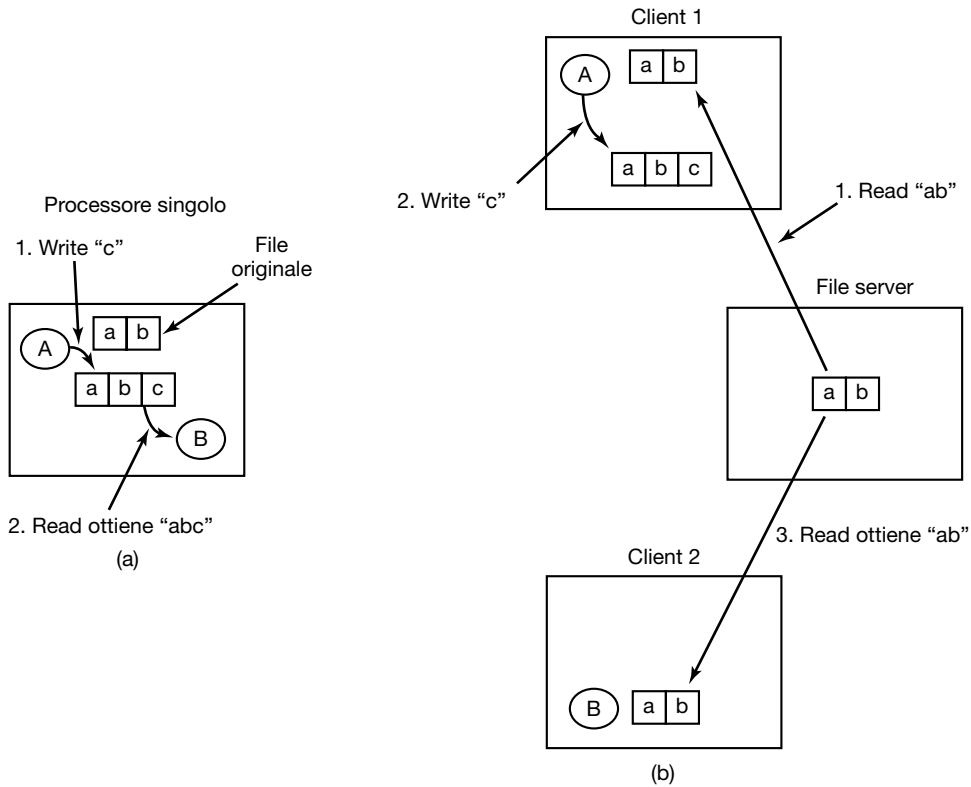 Processore singolo
1. Write “c”
File
originale
A
a b
a b c
B
2. Read ottiene “abc”
(a)
Client 1
A
a b
a b c
2. Write “c”
1. Read “ab”
File server
a b
3. Read ottiene “ab”
Client 2
B
a b
(b)